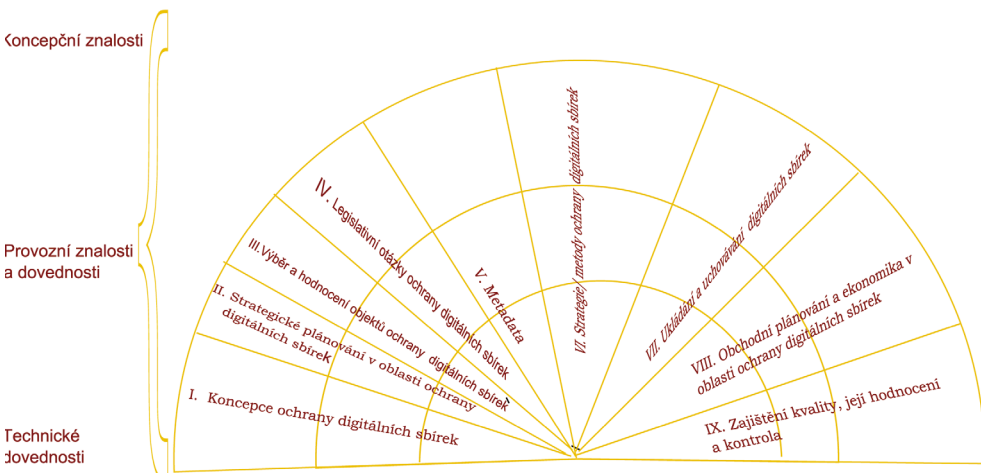 Koncepční znalosti
Provozní znalosti
a dovednosti
Technické
dovednosti
I. Koncepce ochrany digitálních sbírek
II. Strategické plánování v oblasti ochrany
digitálních sbírek
III.Výběr a hodnocení objektů ochrany digitálních sbírek
IV. Legislativní otázky ochrany digitálních sbírek
V. Metadata
VI. Strategie/ metody ochrany digitálních sbírek
VII. Ukládání a uchovávání digitálních sbírek
VIII. Obchodní plánování a ekonomika v
oblasti ochrany digitálních sbírek
IX. Zajištění kvality, její hodnocení
a kontrola